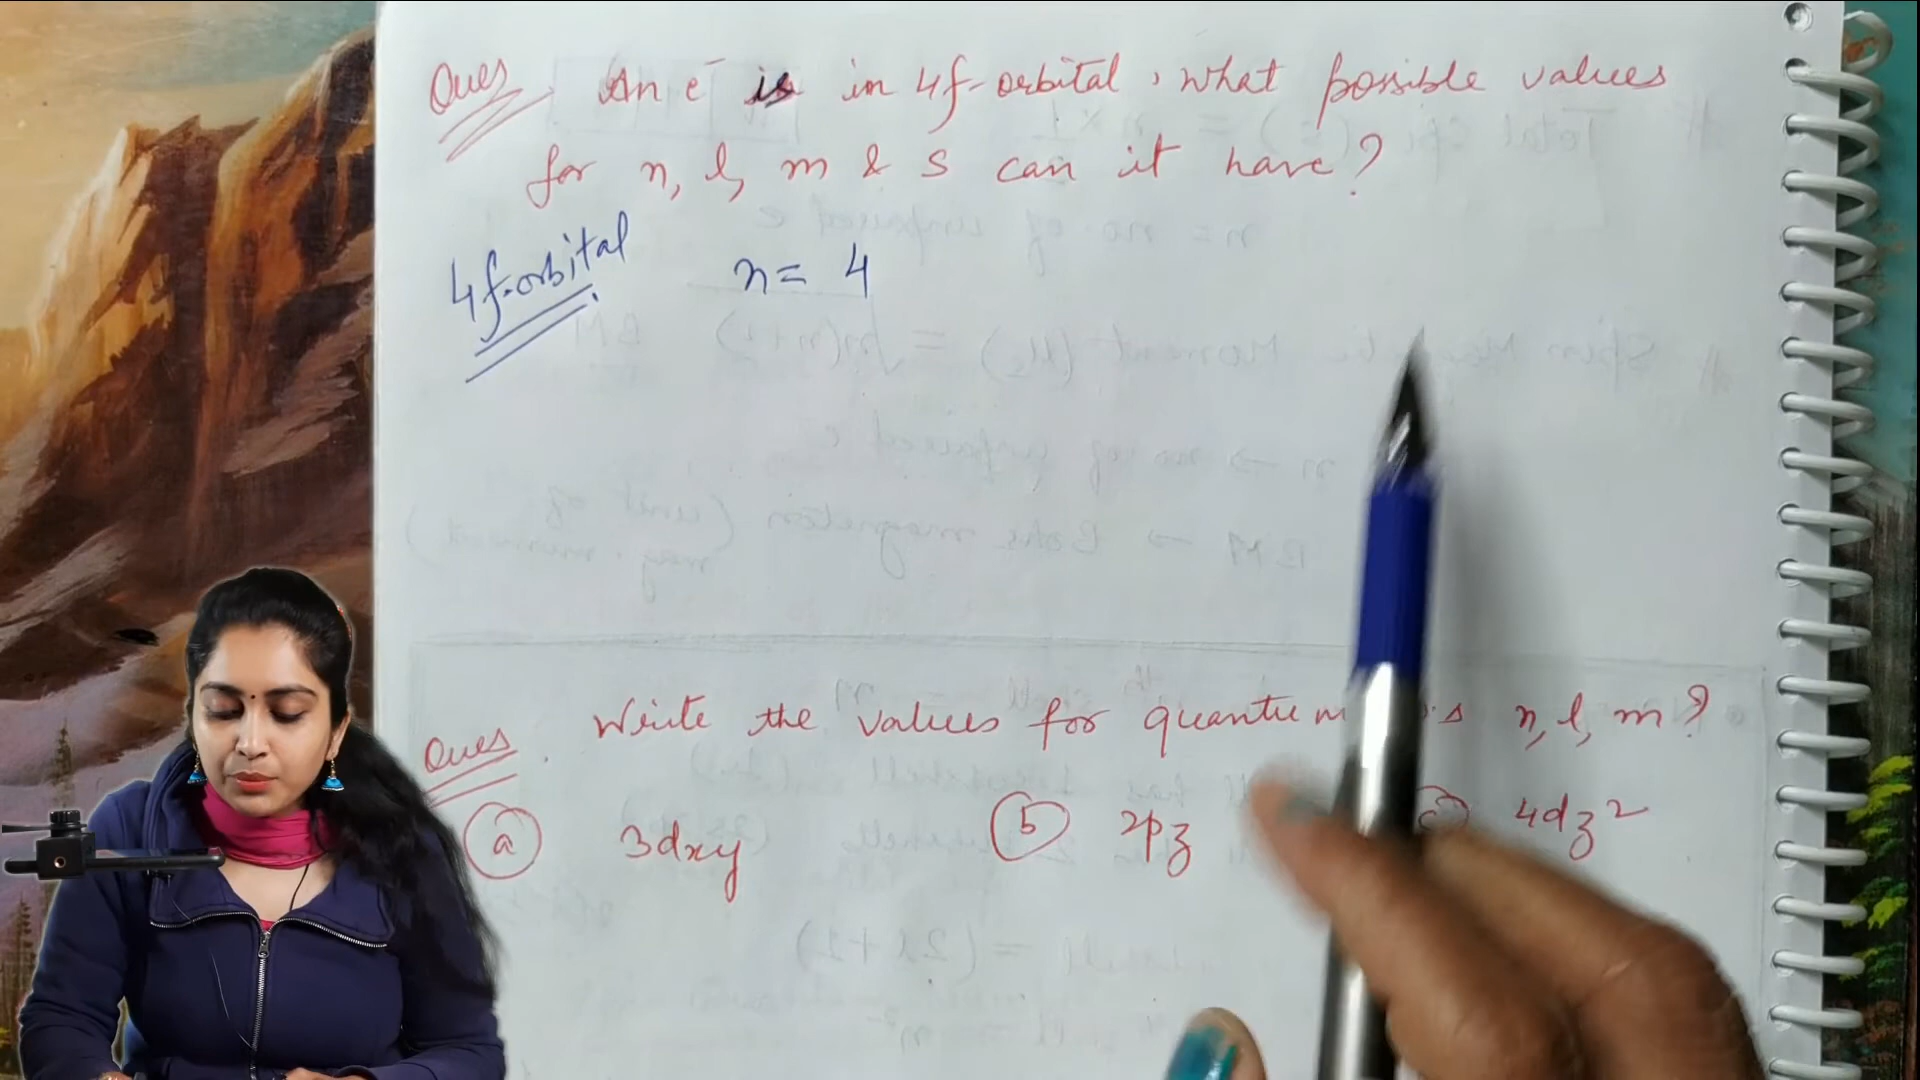 Ques. An e⁻ is in 4f-orbital, what possible values
for n, l, m & s can it have?
4f-orbital n = 4
Ques. Write the values for quantum n, l, m?
(a) 3dxy (b) 2pz (c) 4dz²